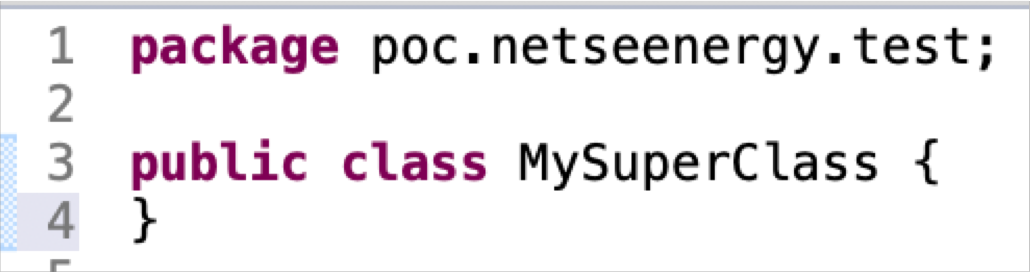 1 package poc.netseenergy.test;
2
3 public class MySuperClass {
4 }